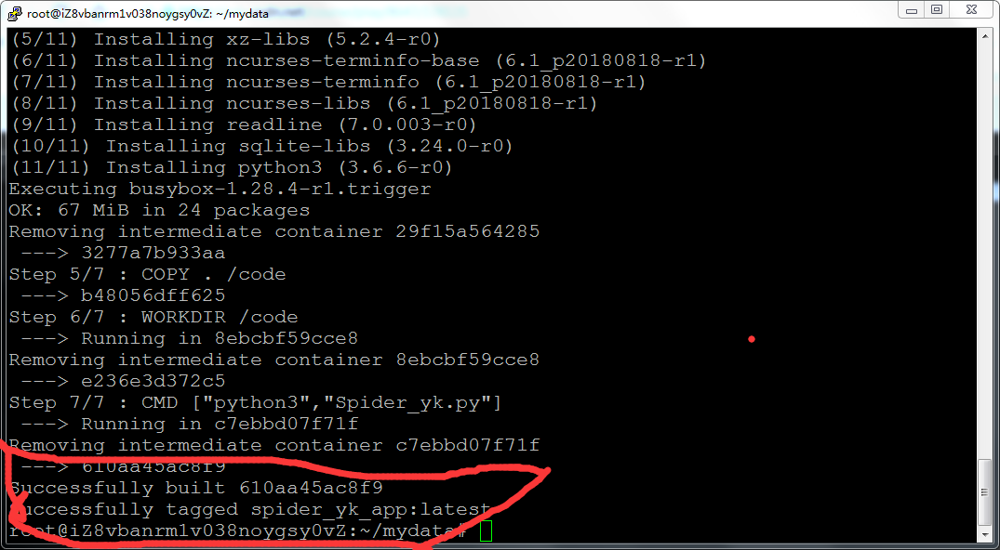 root@iZ8vbanrm1v038noygsy0vZ: ~/mydata
(5/11) Installing xz-libs (5.2.4-r0)
(6/11) Installing ncurses-terminfo-base (6.1_p20180818-r1)
(7/11) Installing ncurses-terminfo (6.1_p20180818-r1)
(8/11) Installing ncurses-libs (6.1_p20180818-r1)
(9/11) Installing readline (7.0.003-r0)
(10/11) Installing sqlite-libs (3.24.0-r0)
(11/11) Installing python3 (3.6.6-r0)
Executing busybox-1.28.4-r1.trigger
OK: 67 MiB in 24 packages
Removing intermediate container 29f15a564285
 ---> 3277a7b933aa
Step 5/7 : COPY . /code
 ---> b48056dff625
Step 6/7 : WORKDIR /code
 ---> Running in 8ebcbf59cce8
Removing intermediate container 8ebcbf59cce8
 ---> e236e3d372c5
Step 7/7 : CMD ["python3","Spider_yk.py"]
 ---> Running in c7ebbd07f71f
Removing intermediate container c7ebbd07f71f
 ---> 610aa45ac8f9
Successfully built 610aa45ac8f9
Successfully tagged spider_yk_app:latest
root@iZ8vbanrm1v038noygsy0vZ:~/mydata#